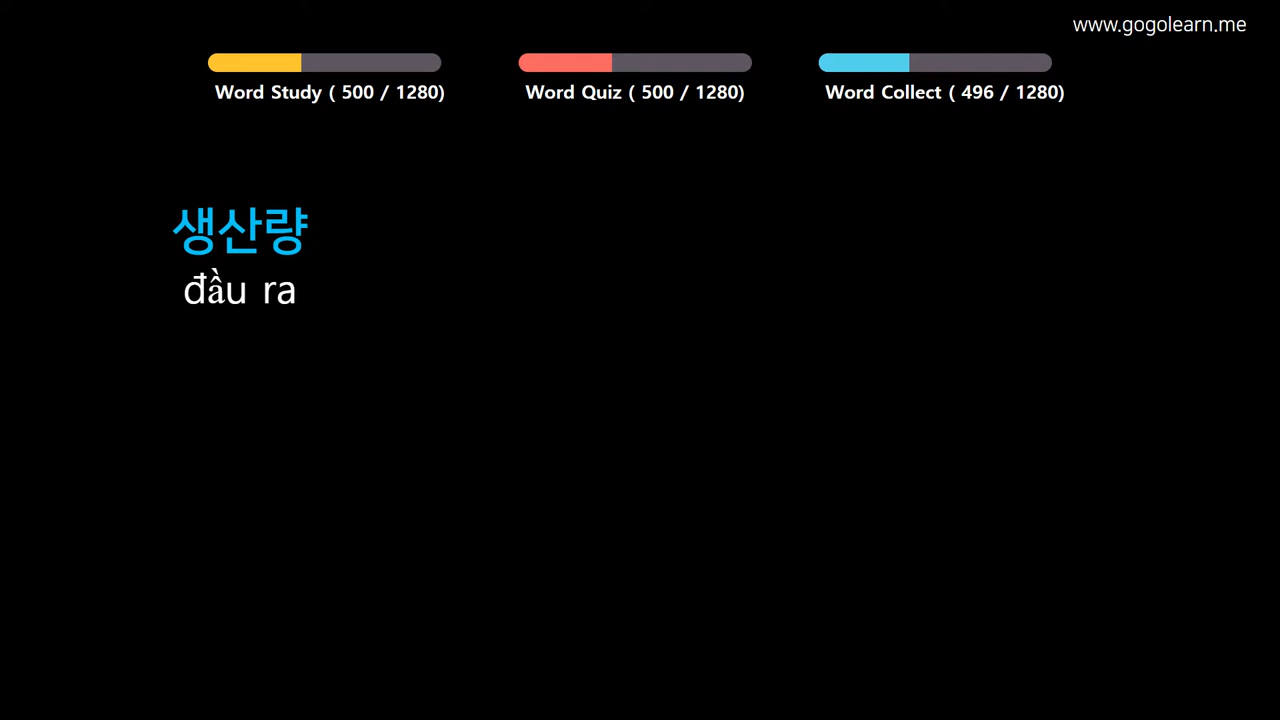 www.gogolearn.me
Word Study ( 500 / 1280)
Word Quiz ( 500 / 1280)
Word Collect ( 496 / 1280)
생산량
đầu ra